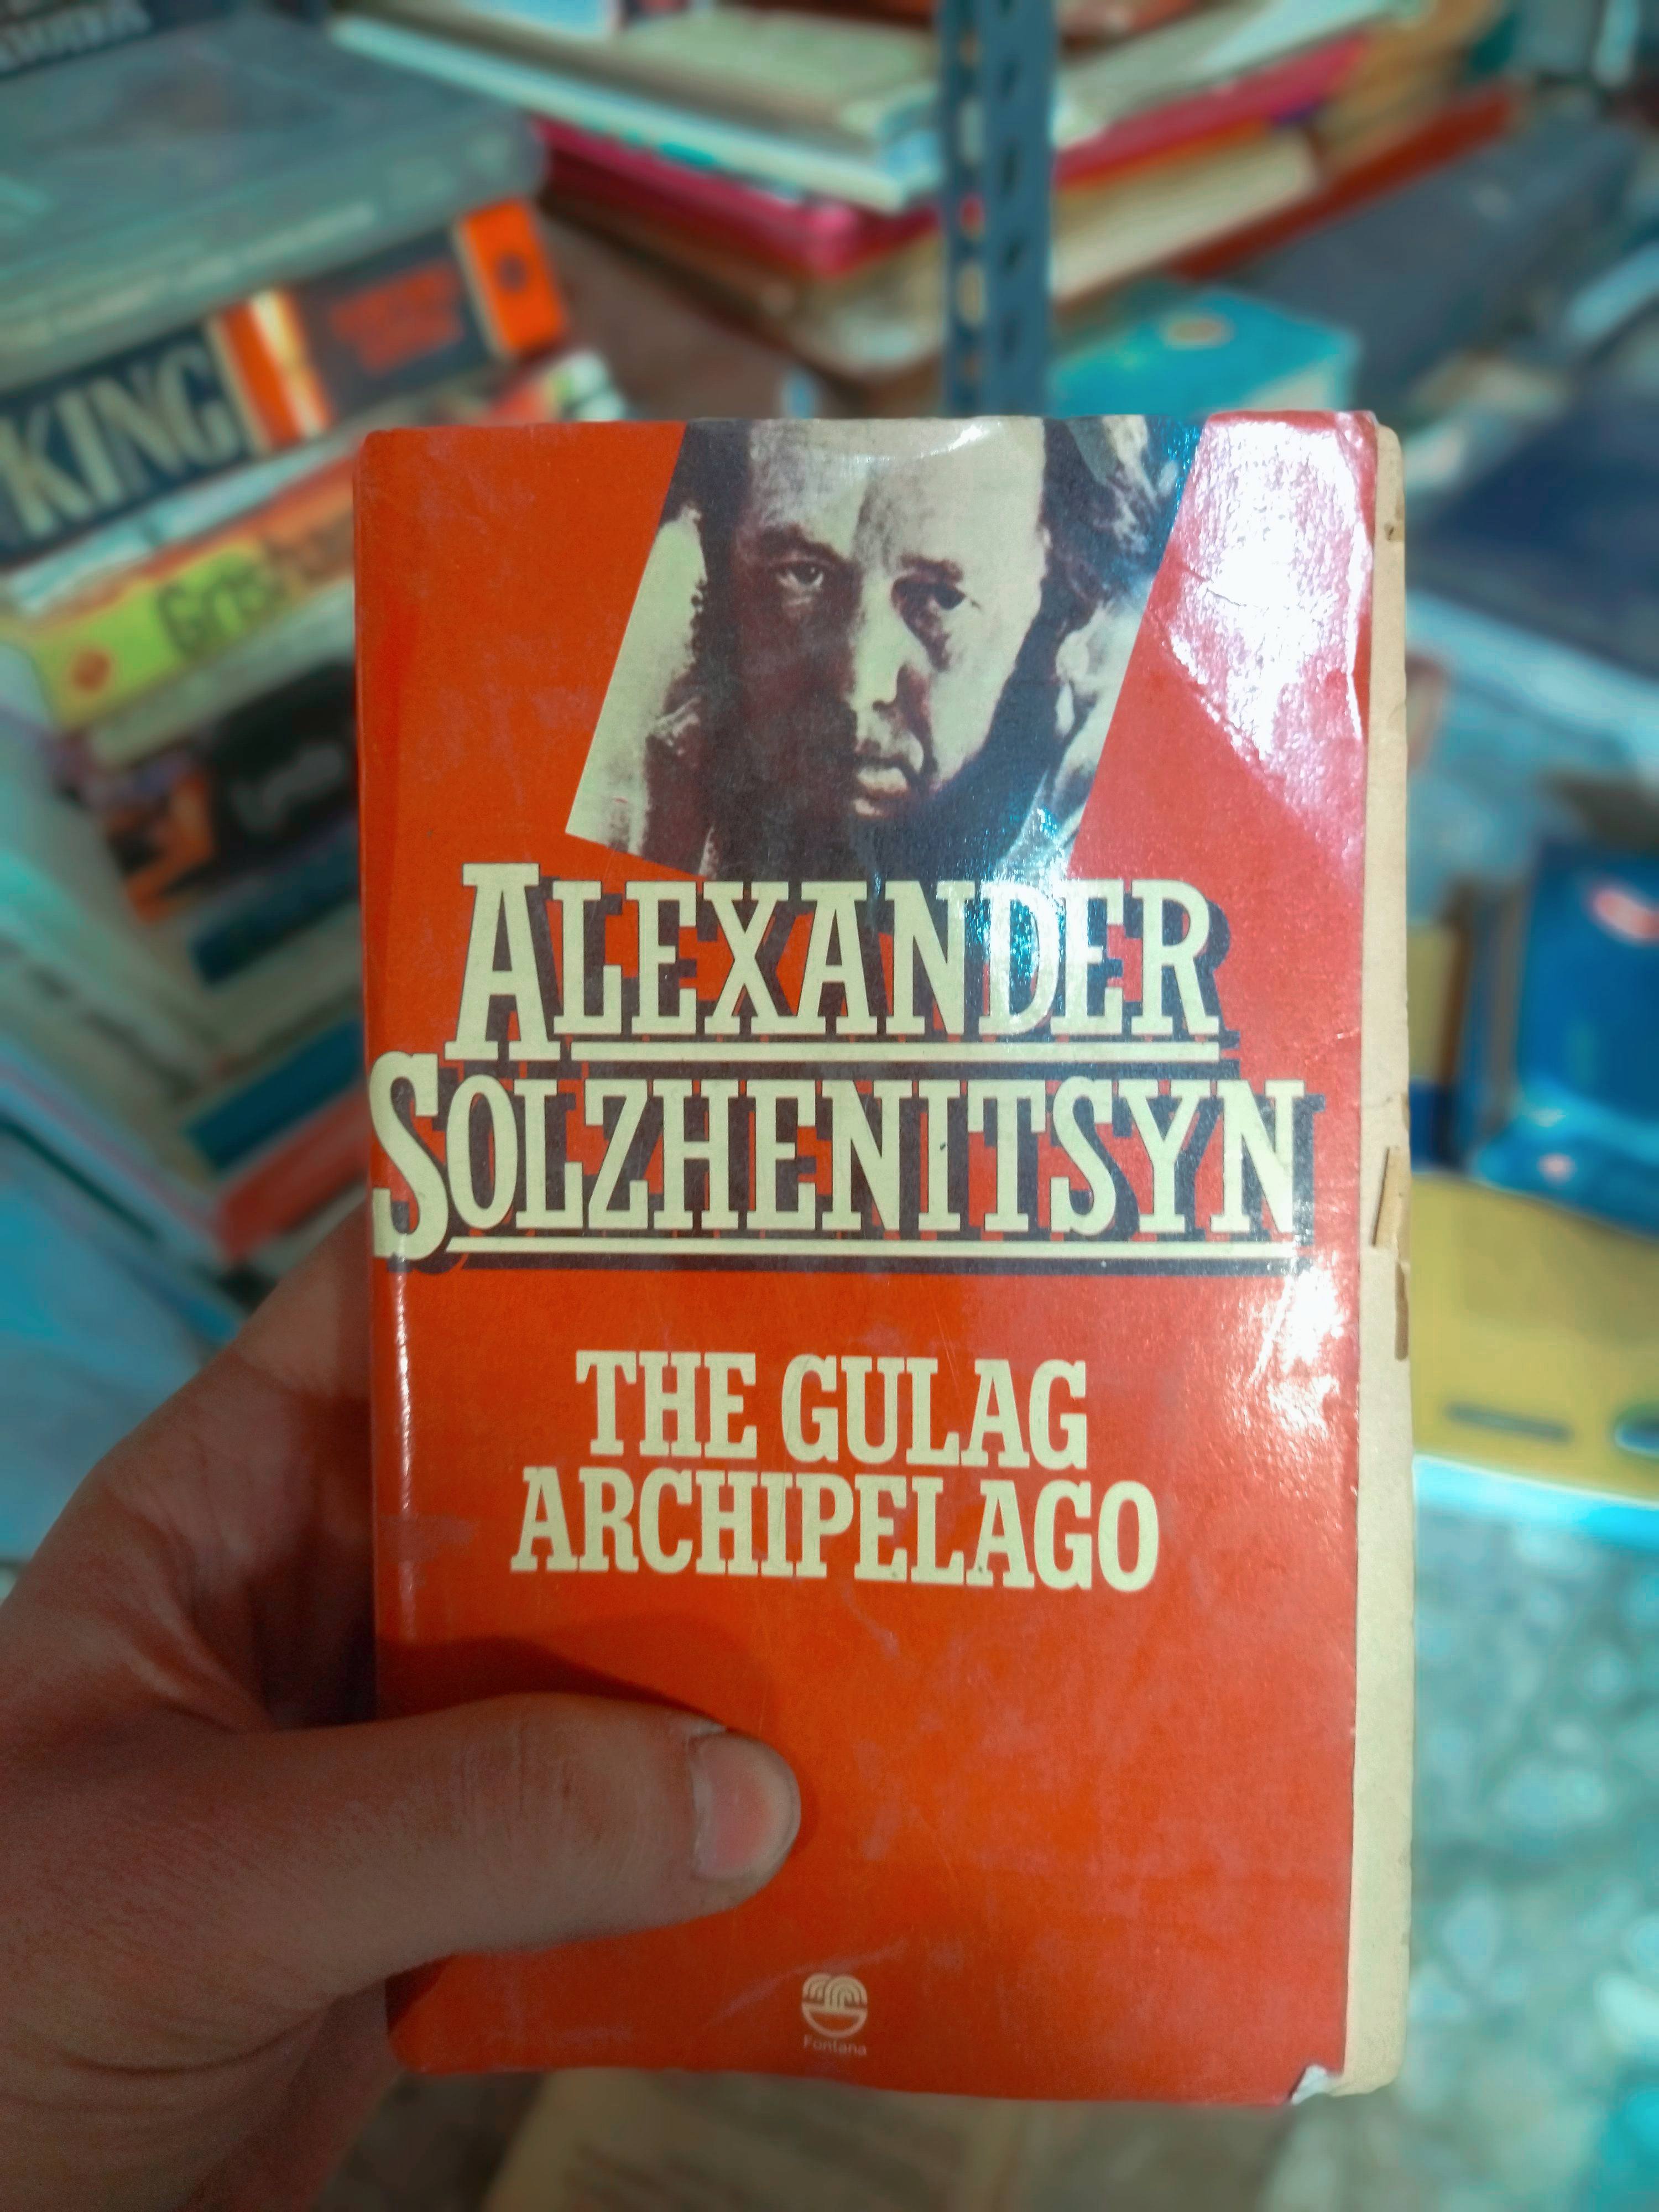 KING
ALEXANDER
SOLZHENITSYN
THE GULAG
ARCHIPELAGO
Fontana